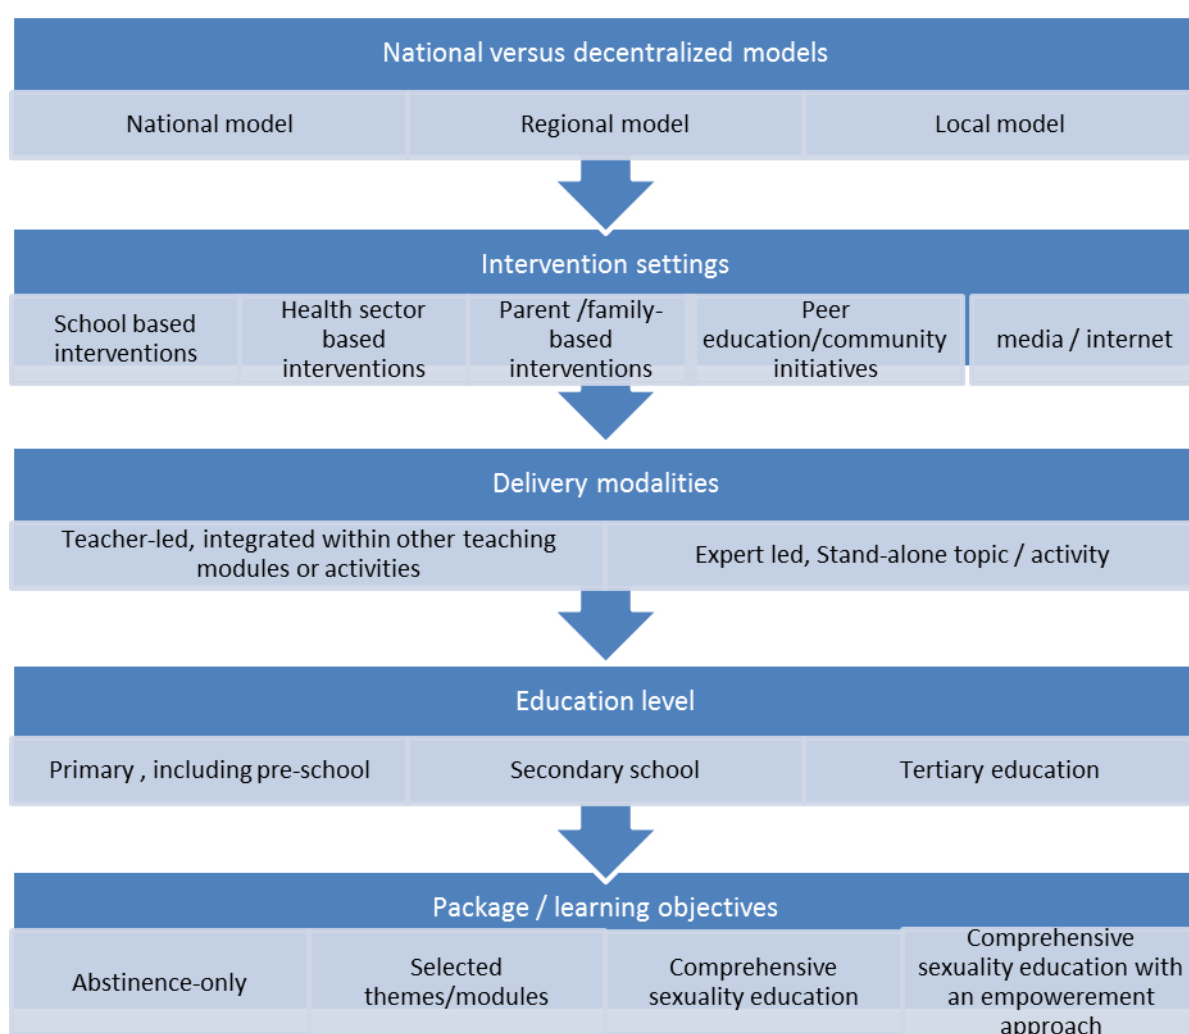 National versus decentralized models
National model
Regional model
Local model
Intervention settings
School based
interventions
Health sector
based
interventions
Parent /family-
based
interventions
Peer
education/community
initiatives
media / internet
Delivery modalities
Teacher-led, integrated within other teaching
modules or activities
Expert led, Stand-alone topic / activity
Education level
Primary , including pre-school
Secondary school
Tertiary education
Package / learning objectives
Abstinence-only
Selected
themes/modules
Comprehensive
sexuality education
Comprehensive
sexuality education with
an empowerement
approach